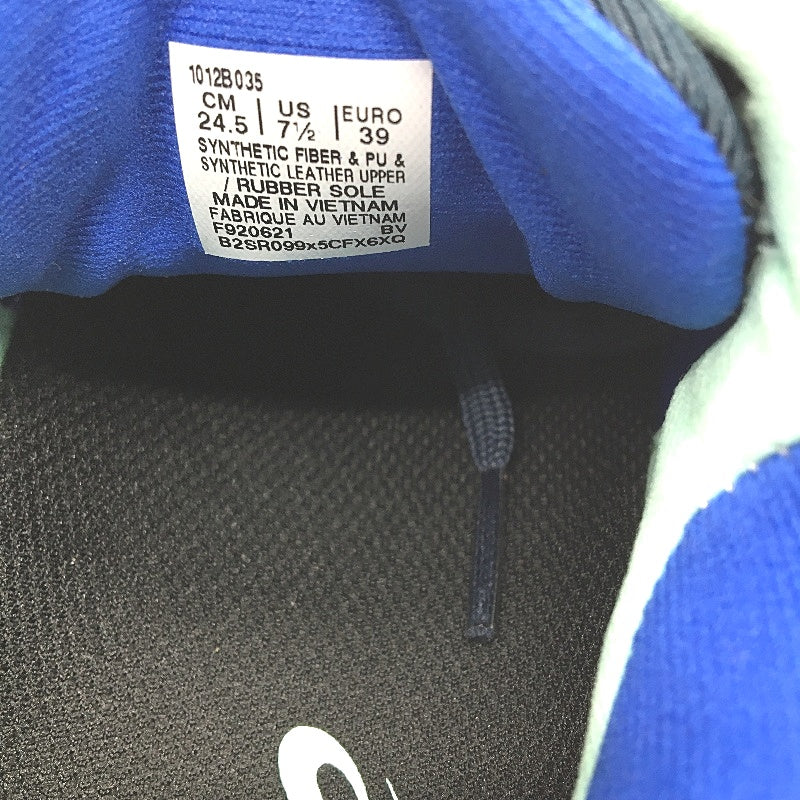 1012B035
CM | US | EURO
24.5 | 7½ | 39
SYNTHETIC FIBER & PU &
SYNTHETIC LEATHER UPPER
/ RUBBER SOLE
MADE IN VIETNAM
FABRIQUE AU VIETNAM
F920621 BV
B2SR099x5CFX6XQ